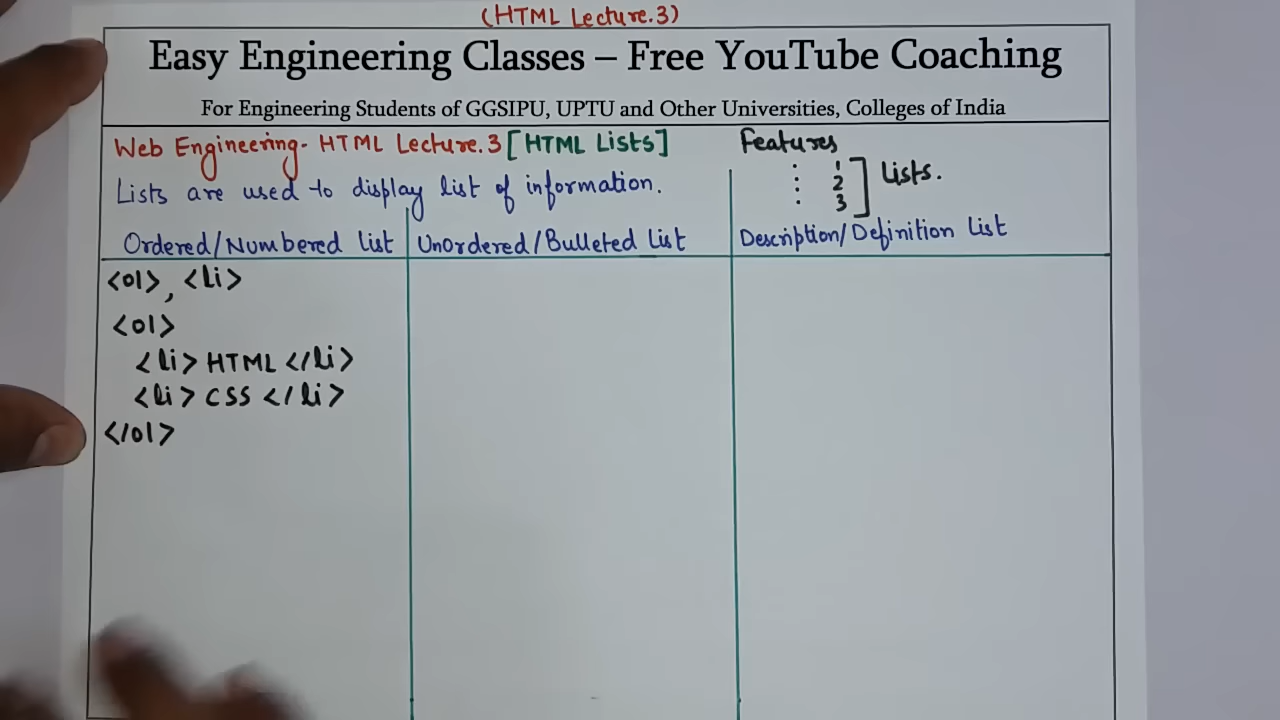 (HTML Lecture.3)
Easy Engineering Classes – Free YouTube Coaching
For Engineering Students of GGSIPU, UPTU and Other Universities, Colleges of India
Web Engineering- HTML Lecture.3 [HTML Lists]
Lists are used to display list of information.
Features
: 1
: 2
. 3
Lists.
Ordered/Numbered List
Unordered/Bulleted List
Description/Definition List
<ol>, <li>
<ol>
<li> HTML </li>
<li> CSS </li>
</ol>